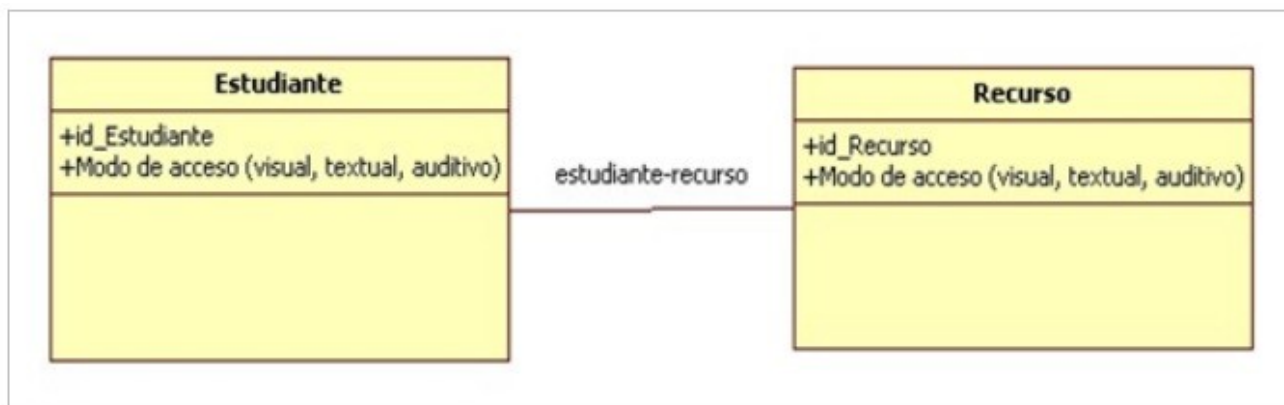 Estudiante
+id_Estudiante
+Modo de acceso (visual, textual, auditivo)
estudiante-recurso
Recurso
+id_Recurso
+Modo de acceso (visual, textual, auditivo)